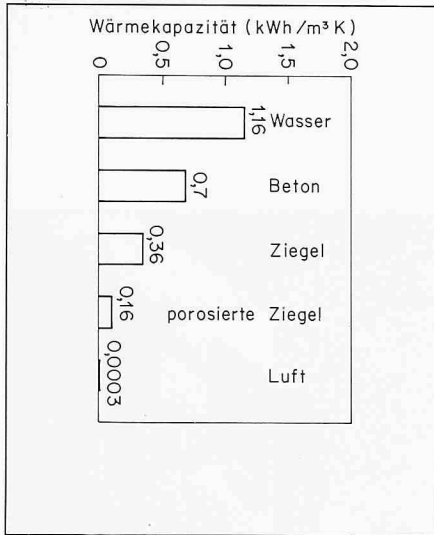 Wärmekapazität (kWh/m³ K)
0
0,5
1,0
1,5
2,0
1,16 Wasser
0,7 Beton
0,36 Ziegel
0,16 porosierte Ziegel
0,0003 Luft